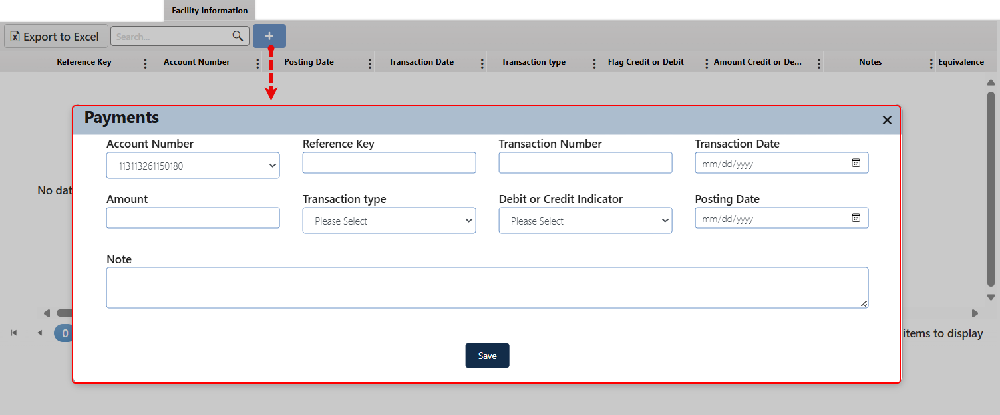 Facility Information
Export to Excel Search... +
Reference Key Account Number Posting Date Transaction Date Transaction type Flag Credit or Debit Amount Credit or De... Notes Equivalence
Payments
Account Number Reference Key Transaction Number Transaction Date
113113261150180 mm/dd/yyyy
No dat
Amount Transaction type Debit or Credit Indicator Posting Date
Please Select Please Select mm/dd/yyyy
Note
0 items to display
Save